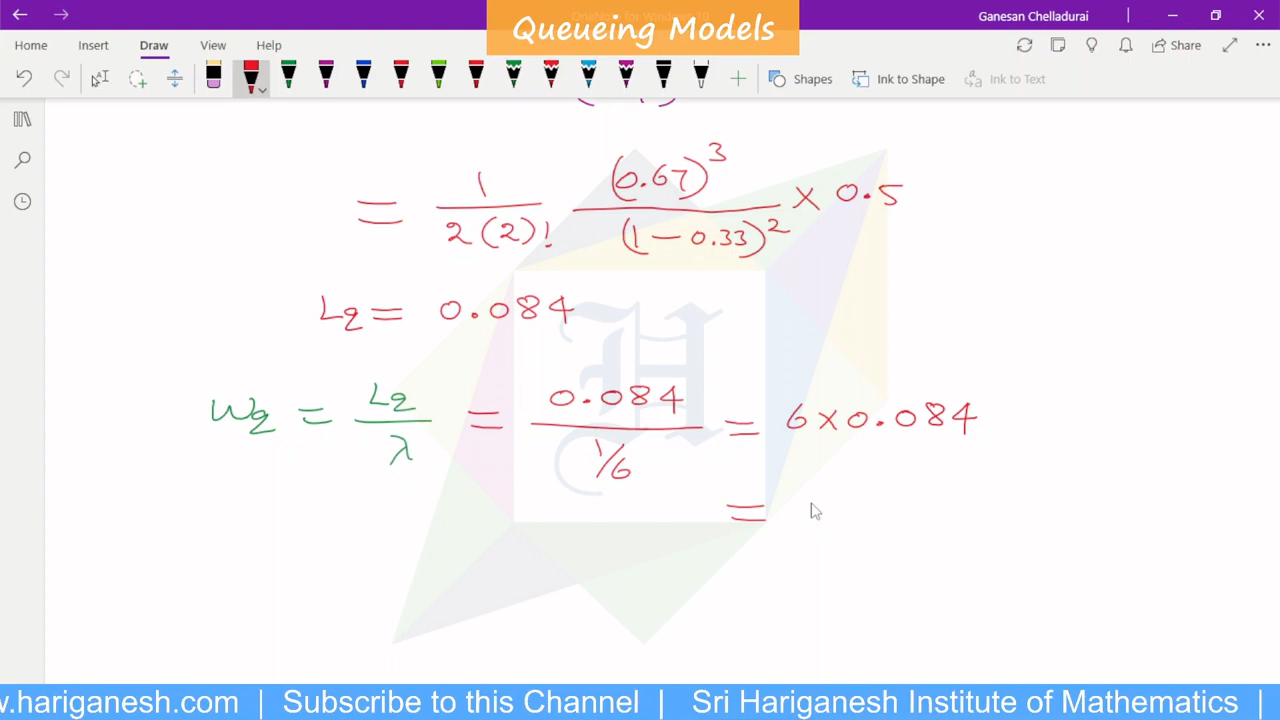 Queueing Models
Ganesan Chelladurai
Home Insert Draw View Help Share
Shapes Ink to Shape Ink to Text
= 1 / 2(2)! (0.67)^3 / (1 - 0.33)^2 × 0.5
Lq = 0.084
Wq = Lq / λ = 0.084 / 1/6 = 6 × 0.084
=
w.hariganesh.com | Subscribe to this Channel | Sri Hariganesh Institute of Mathematics |